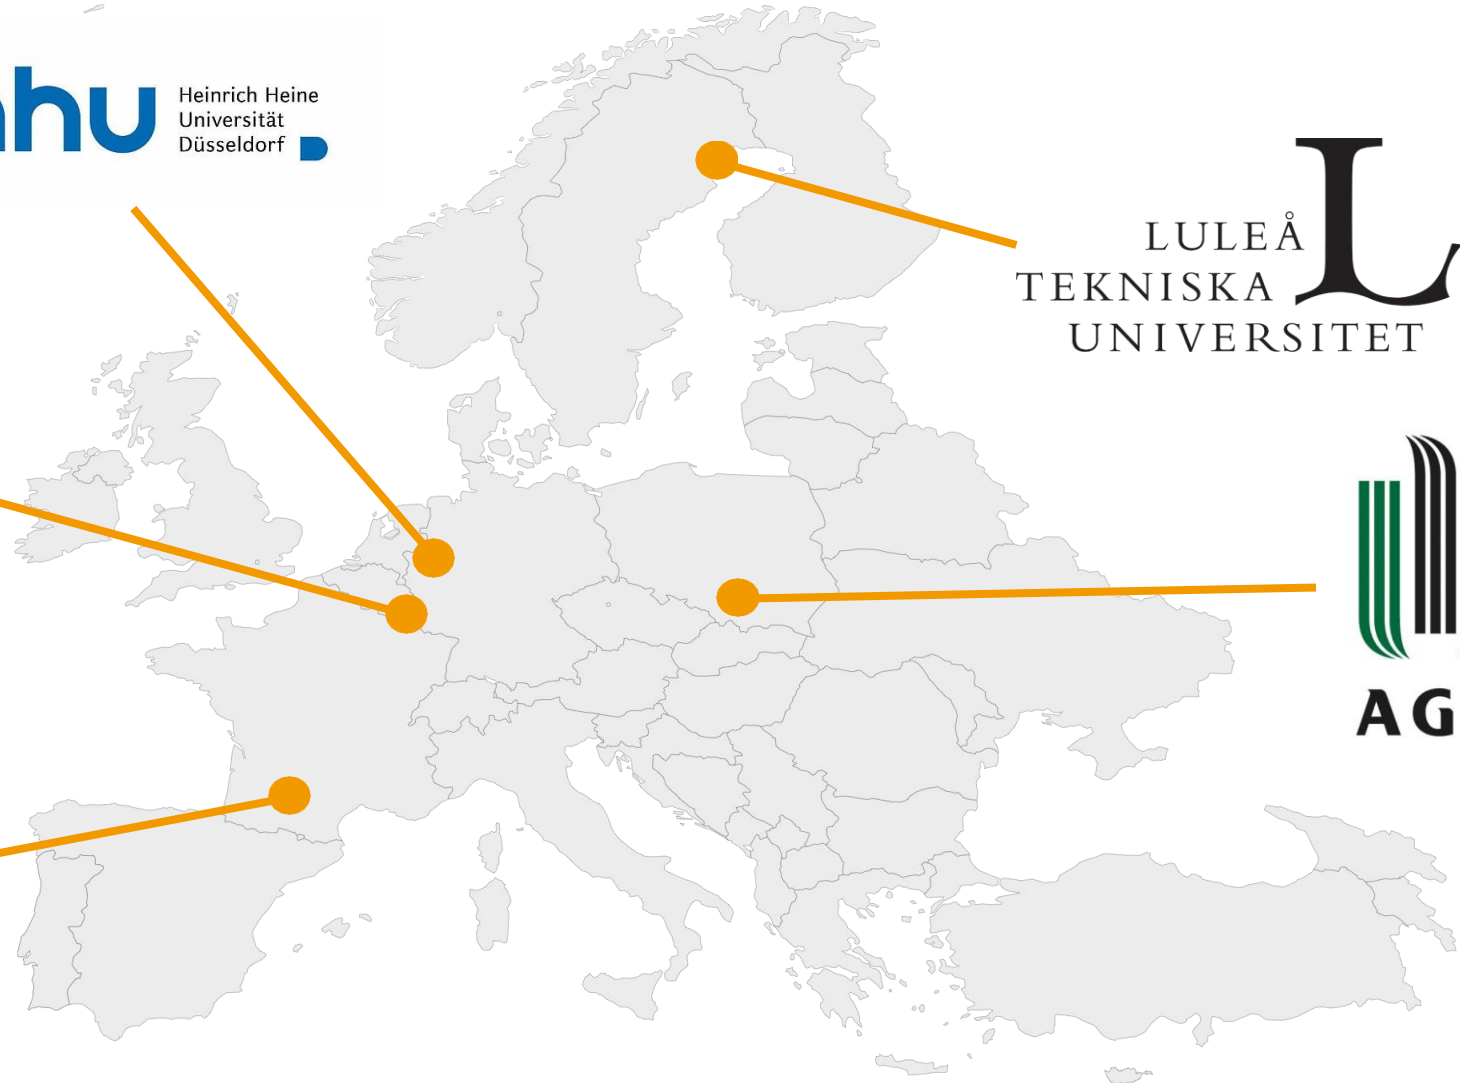 hhu
Heinrich Heine
Universität
Düsseldorf
LULEÅ
TEKNISKA
UNIVERSITET
L
AG